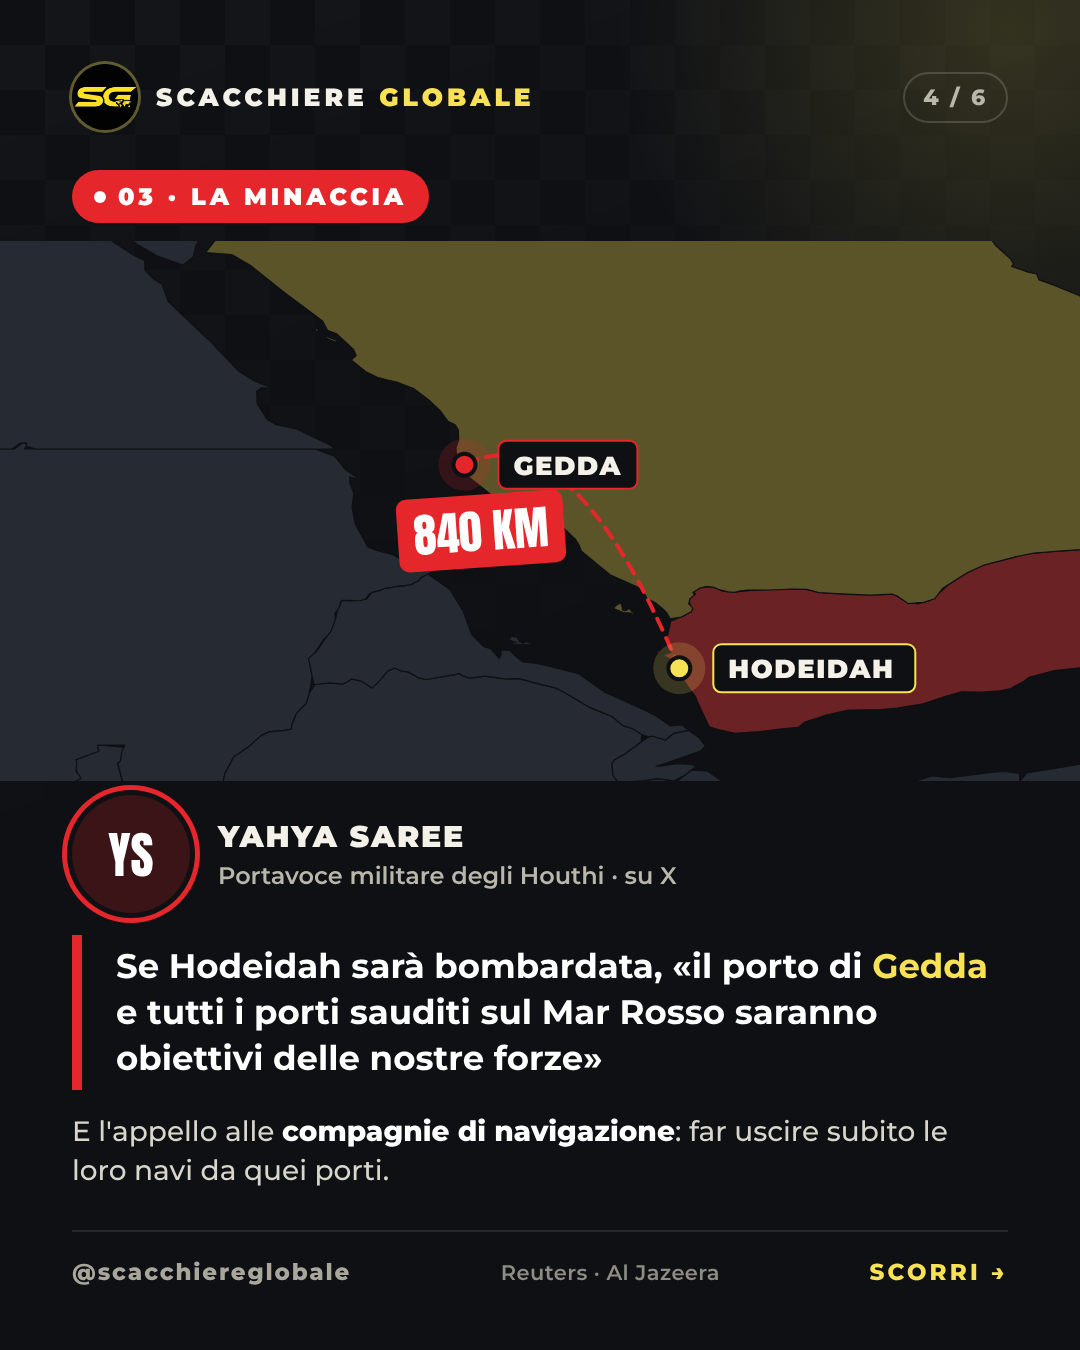 SG
SCACCHIERE GLOBALE
4 / 6
03 · LA MINACCIA
GEDDA
840 KM
HODEIDAH
YS
YAHYA SAREE
Portavoce militare degli Houthi · su X
Se Hodeidah sarà bombardata, «il porto di Gedda
e tutti i porti sauditi sul Mar Rosso saranno
obiettivi delle nostre forze»
E l'appello alle compagnie di navigazione: far uscire subito le
loro navi da quei porti.
@scacchiereglobale
Reuters · Al Jazeera
SCORRI →